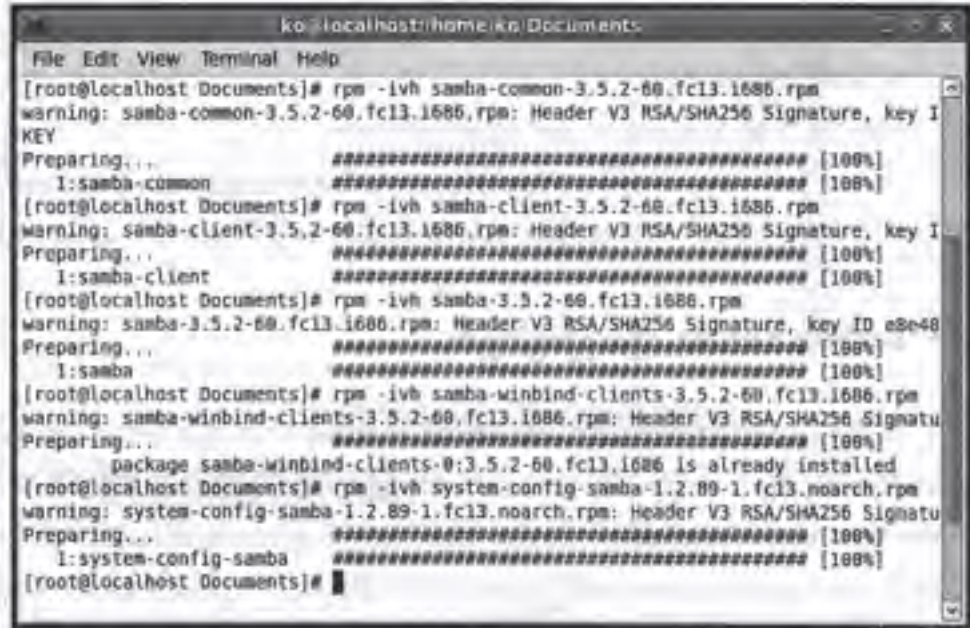 ko@localhost:/home/ko/Documents
File Edit View Terminal Help
[root@localhost Documents]# rpm -ivh samba-common-3.5.2-60.fc13.i686.rpm
warning: samba-common-3.5.2-60.fc13.i686.rpm: Header V3 RSA/SHA256 Signature, key I
KEY
Preparing... ########################################### [100%]
1:samba-common ########################################### [100%]
[root@localhost Documents]# rpm -ivh samba-client-3.5.2-60.fc13.i686.rpm
warning: samba-client-3.5.2-60.fc13.i686.rpm: Header V3 RSA/SHA256 Signature, key I
Preparing... ########################################### [100%]
1:samba-client ########################################### [100%]
[root@localhost Documents]# rpm -ivh samba-3.5.2-60.fc13.i686.rpm
warning: samba-3.5.2-60.fc13.i686.rpm: Header V3 RSA/SHA256 Signature, key ID e8e40
Preparing... ########################################### [100%]
1:samba ########################################### [100%]
[root@localhost Documents]# rpm -ivh samba-winbind-clients-3.5.2-60.fc13.i686.rpm
warning: samba-winbind-clients-3.5.2-60.fc13.i686.rpm: Header V3 RSA/SHA256 Signatu
Preparing... ########################################### [100%]
package samba-winbind-clients-0:3.5.2-60.fc13.i686 is already installed
[root@localhost Documents]# rpm -ivh system-config-samba-1.2.89-1.fc13.noarch.rpm
warning: system-config-samba-1.2.89-1.fc13.noarch.rpm: Header V3 RSA/SHA256 Signatu
Preparing... ########################################### [100%]
1:system-config-samba ########################################### [100%]
[root@localhost Documents]#